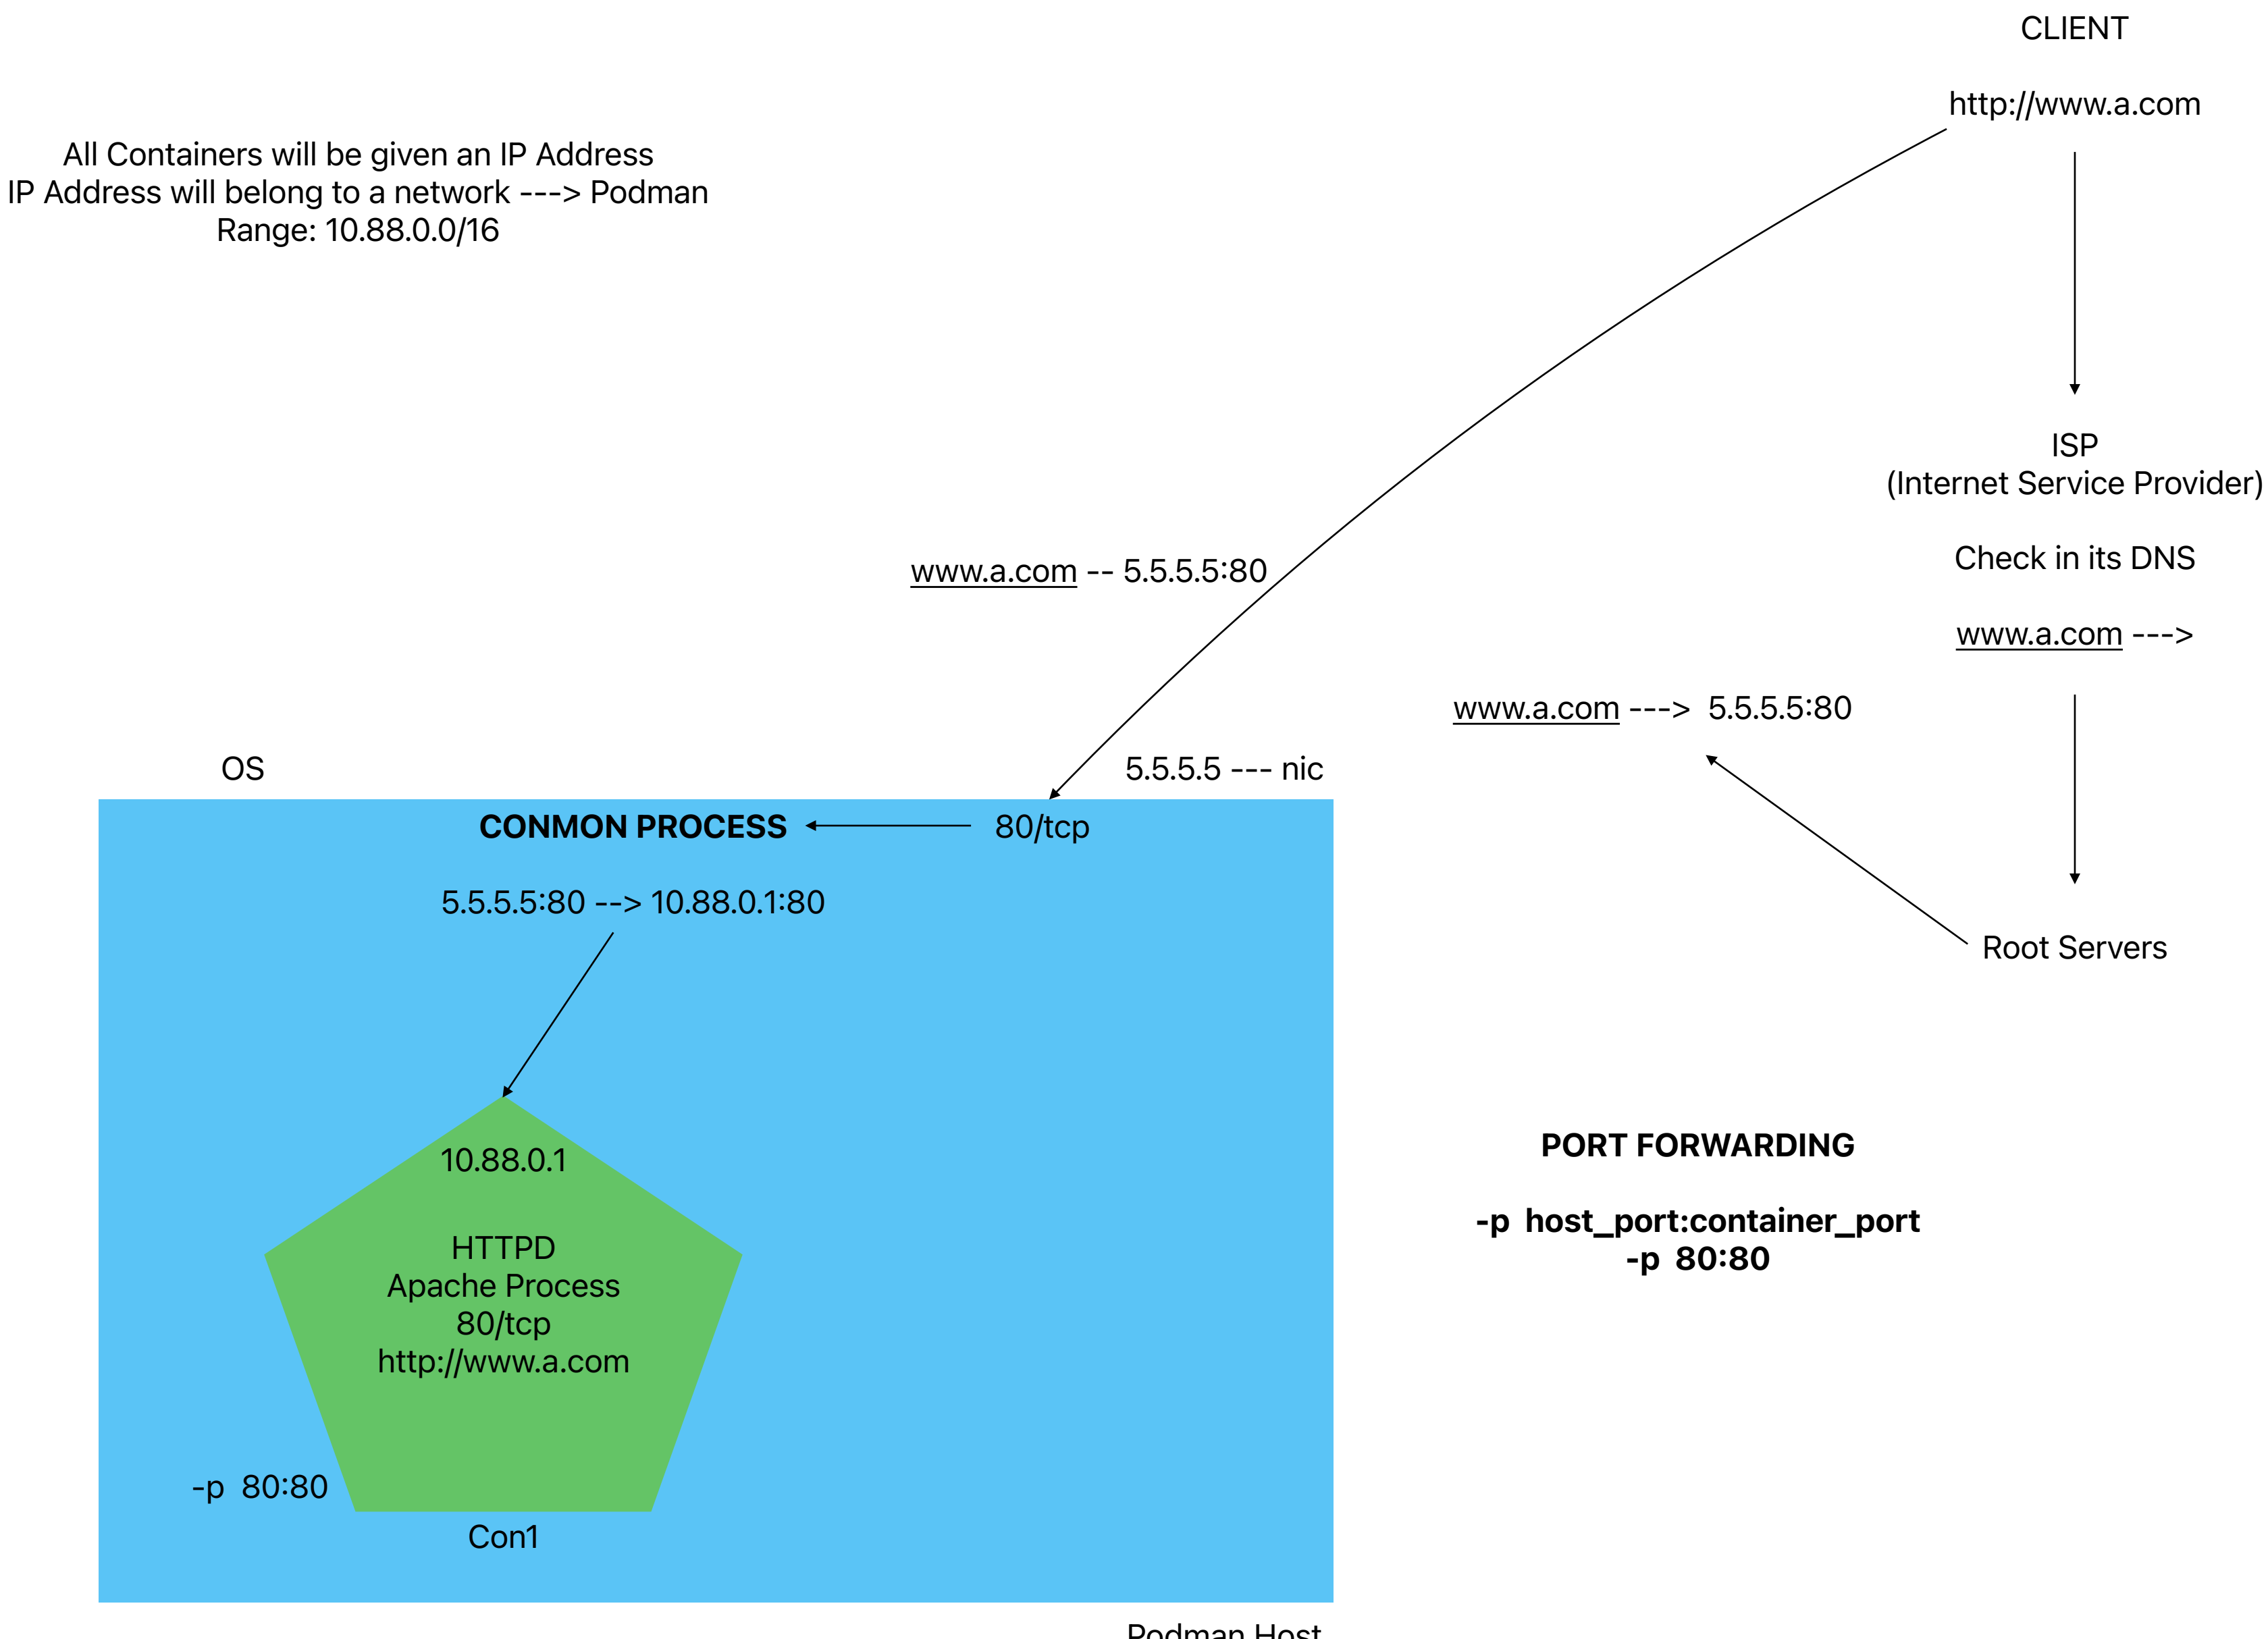 CLIENT
http://www.a.com
All Containers will be given an IP Address
IP Address will belong to a network ---> Podman
Range: 10.88.0.0/16
ISP
(Internet Service Provider)
Check in its DNS
www.a.com --->
www.a.com -- 5.5.5.5:80
www.a.com ---> 5.5.5.5:80
Root Servers
OS
5.5.5.5 --- nic
CONMON PROCESS
80/tcp
5.5.5.5:80 --> 10.88.0.1:80
10.88.0.1
HTTPD
Apache Process
80/tcp
http://www.a.com
-p 80:80
Con1
PORT FORWARDING
-p host_port:container_port
-p 80:80
Podman Host